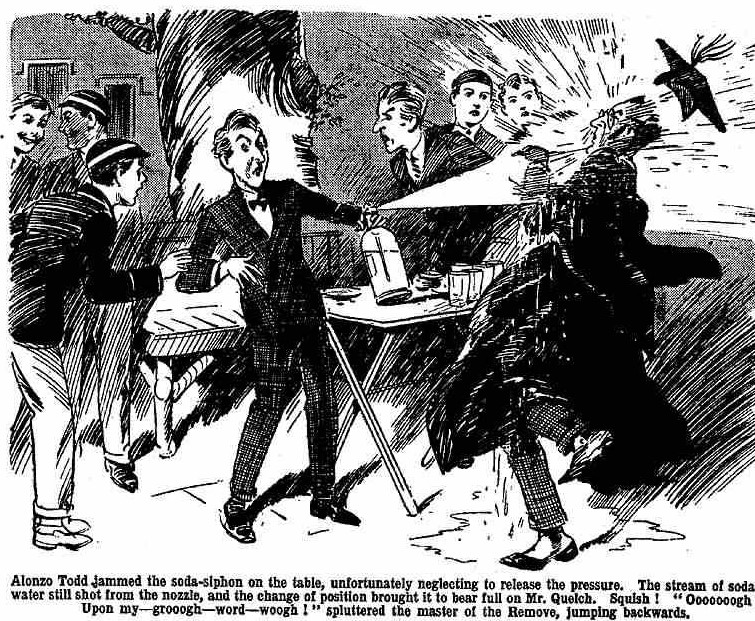 Alonzo Todd jammed the soda-siphon on the table, unfortunately neglecting to release the pressure. The stream of soda
water still shot from the nozzle, and the change of position brought it to bear full on Mr. Quelch. Squish ! " Oooooooogh
Upon my—grooogh—word—woogh ! " spluttered the master of the Remove, jumping backwards.